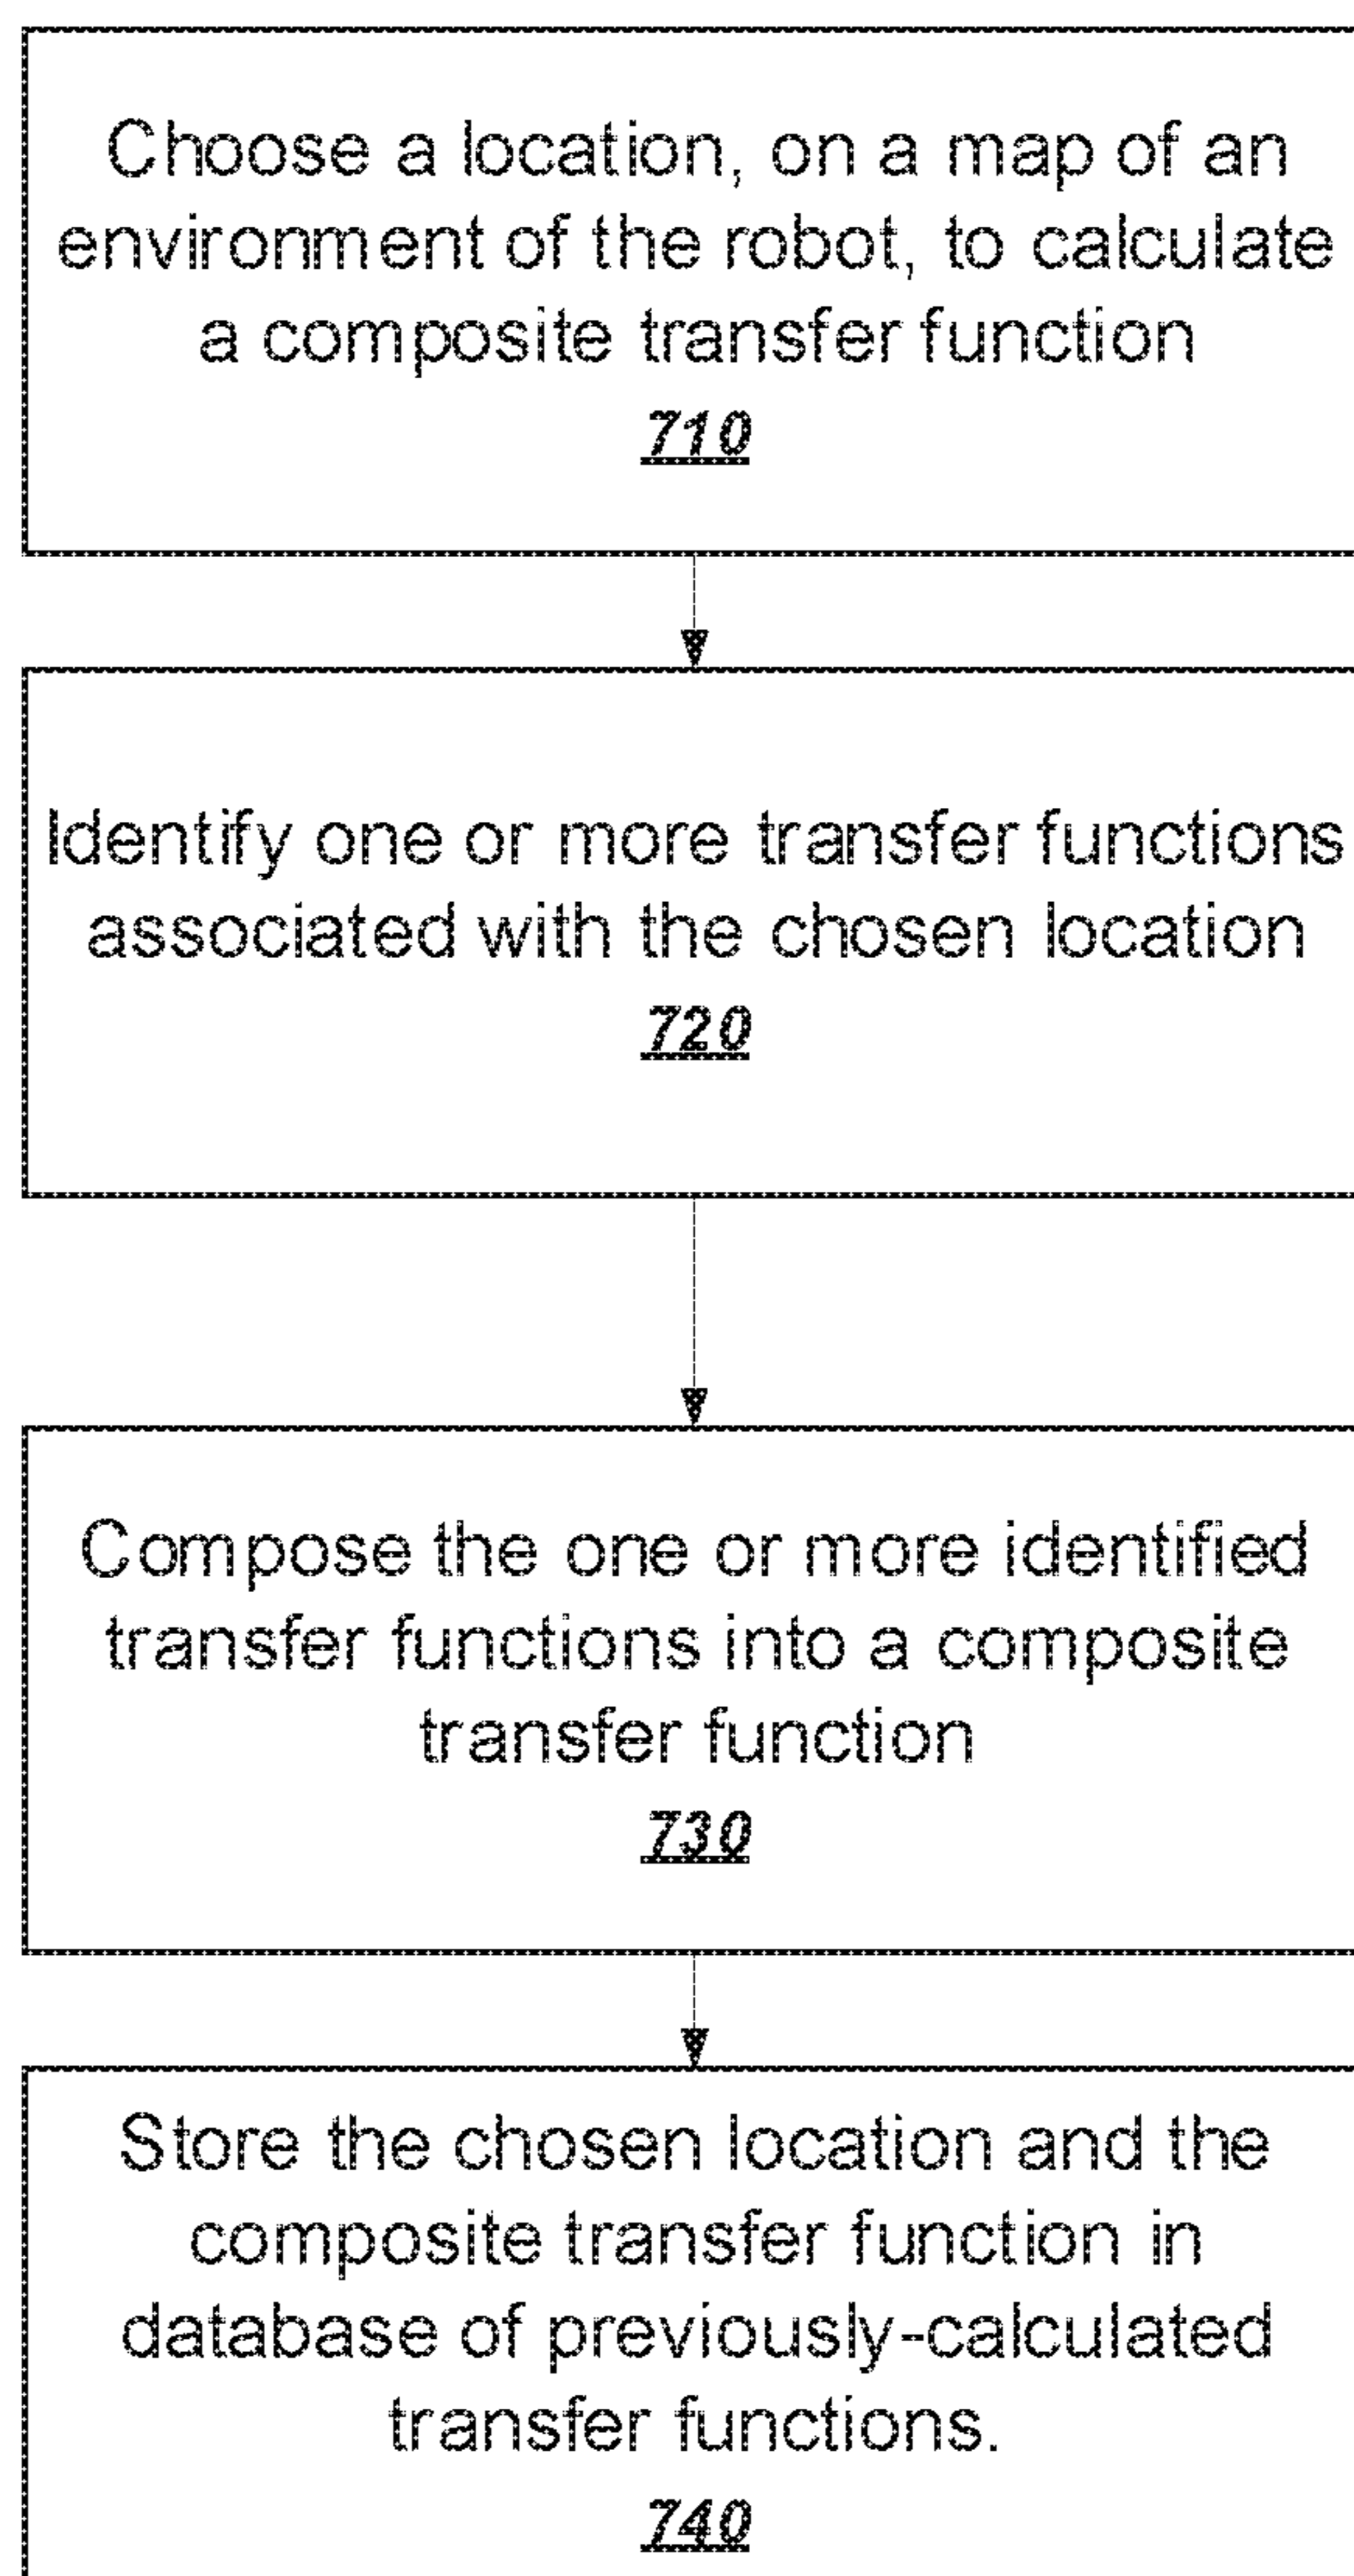 Choose a location, on a map of an
environment of the robot, to calculate
a composite transfer function
710
Identify one or more transfer functions
associated with the chosen location
720
Compose the one or more identified
transfer functions into a composite
transfer function
730
Store the chosen location and the
composite transfer function in
database of previously-calculated
transfer functions.
740